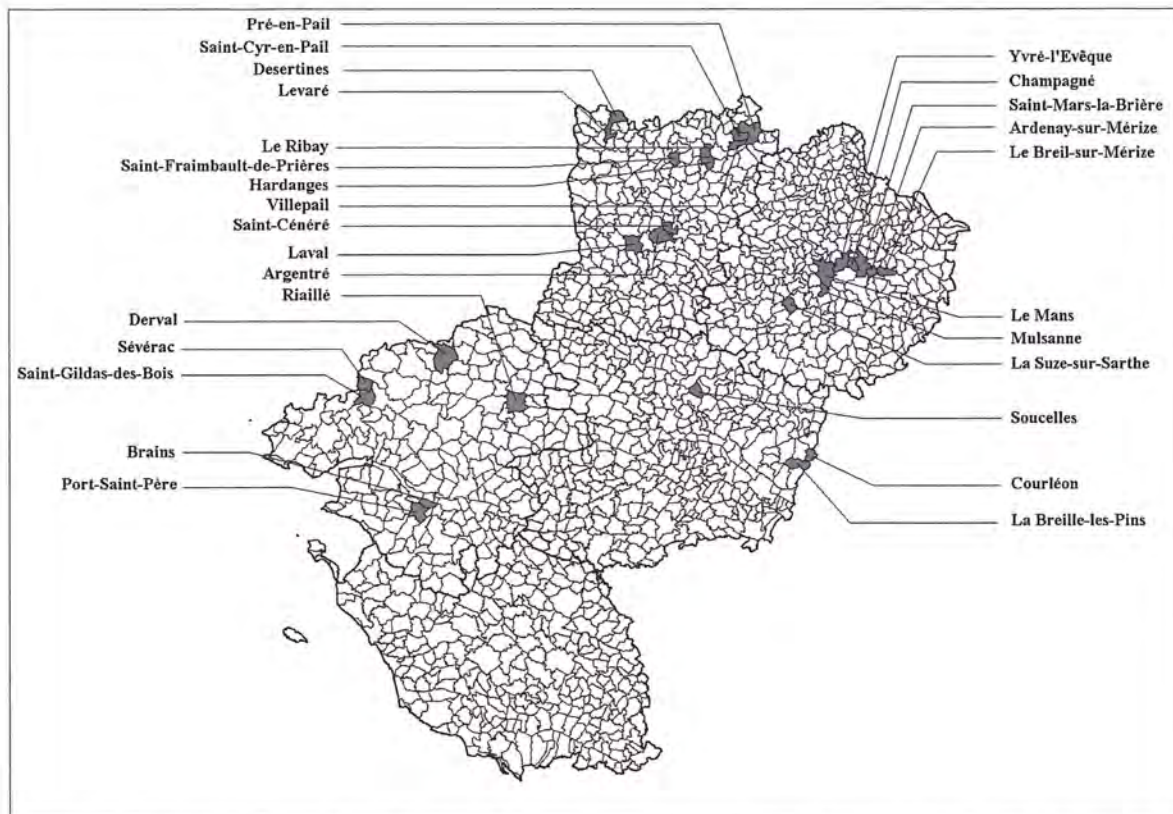 Pré-en-Pail
Saint-Cyr-en-Pail
Desertines
Levaré
Le Ribay
Saint-Fraimbault-de-Prières
Hardanges
Villepail
Saint-Cénéré
Laval
Argentré
Riaillé
Derval
Sévérac
Saint-Gildas-des-Bois
Brains
Port-Saint-Père
Yvré-l'Evêque
Champagné
Saint-Mars-la-Brière
Ardenay-sur-Mérize
Le Breil-sur-Mérize
Le Mans
Mulsanne
La Suze-sur-Sarthe
Soucelles
Courléon
La Breille-les-Pins